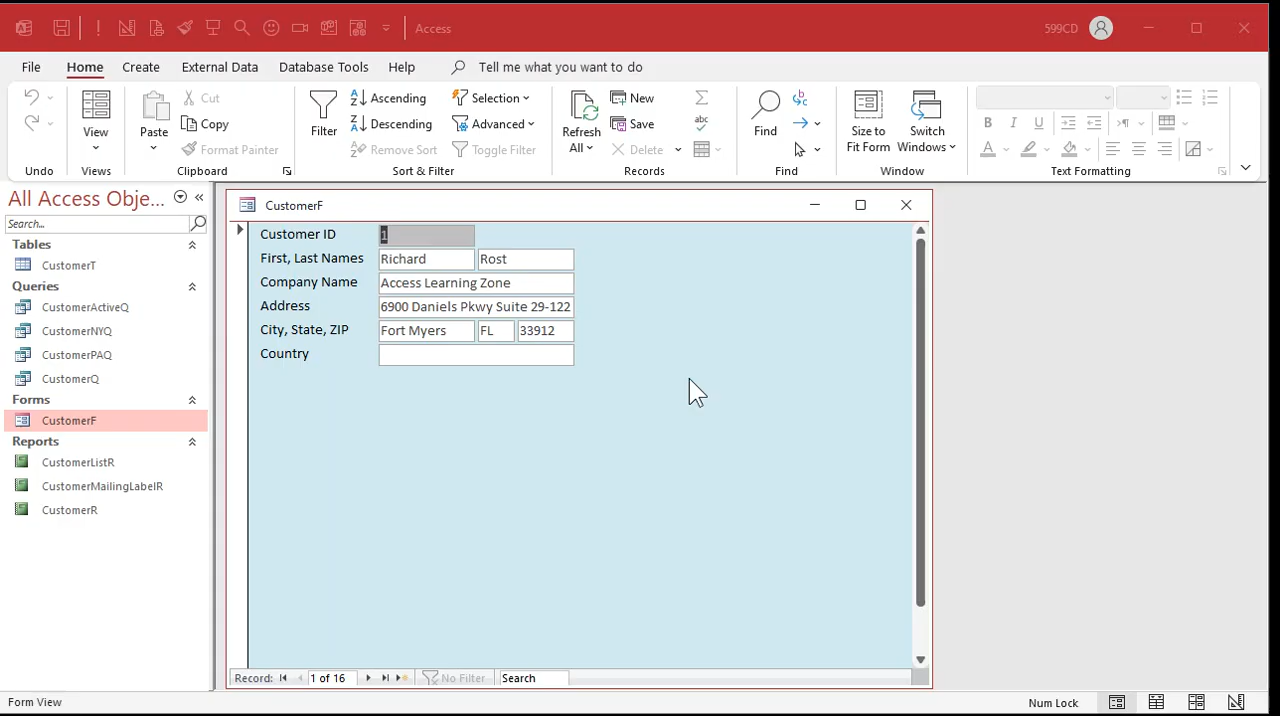 Access
599CD
File Home Create External Data Database Tools Help Tell me what you want to do
View
Paste
Cut
Copy
Format Painter
Filter
Ascending
Descending
Remove Sort
Selection
Advanced
Toggle Filter
Refresh All
New
Save
Delete
Find
Size to Fit Form
Switch Windows
B I U
A
Undo Views Clipboard Sort & Filter Records Find Window Text Formatting
All Access Obje...
Search...
Tables
CustomerT
Queries
CustomerActiveQ
CustomerNYQ
CustomerPAQ
CustomerQ
Forms
CustomerF
Reports
CustomerListR
CustomerMailingLabelR
CustomerR
CustomerF
Customer ID 1
First, Last Names Richard Rost
Company Name Access Learning Zone
Address 6900 Daniels Pkwy Suite 29-122
City, State, ZIP Fort Myers FL 33912
Country
Record: 1 of 16 No Filter Search
Form View Num Lock